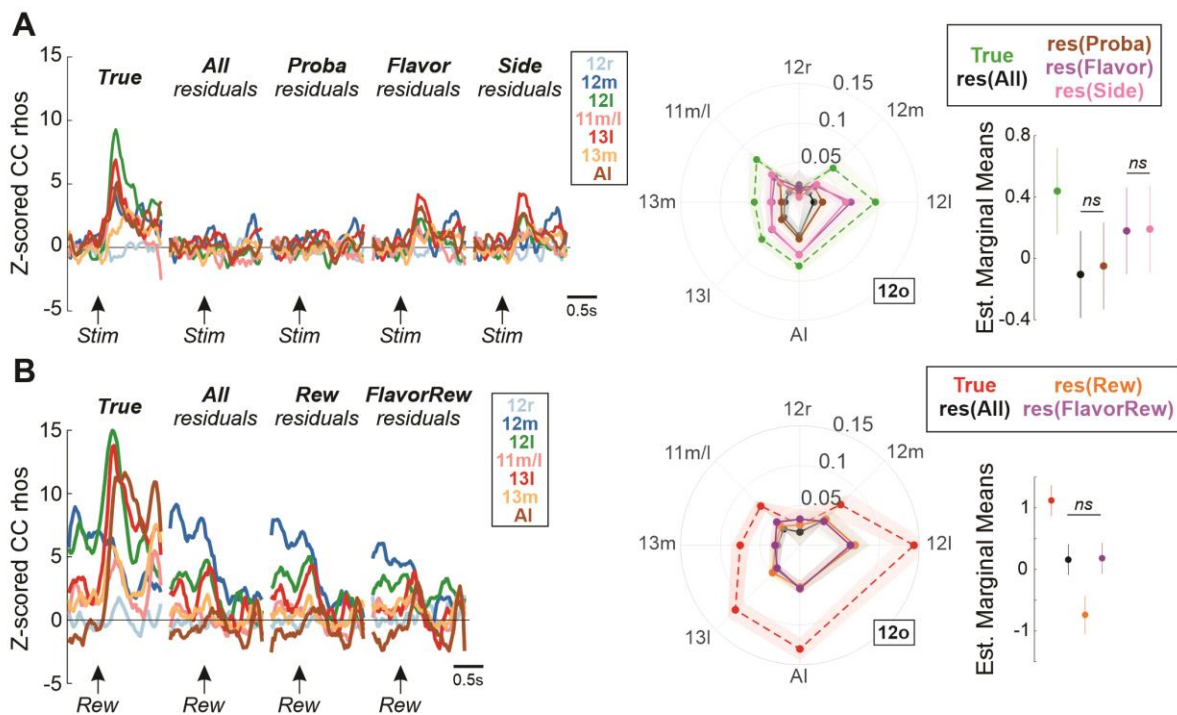 A
Z-scored CC rhos
15
10
5
0
-5
True
All
residuals
Proba
residuals
Flavor
residuals
Side
residuals
12r
12m
12l
11m/l
13l
13m
AI
Stim
Stim
Stim
Stim
Stim
0.5s
12r
12m
12l
12o
AI
13l
13m
11m/l
0.15
0.1
0.05
True
res(All)
res(Proba)
res(Flavor)
res(Side)
Est. Marginal Means
0.8
0.4
0
-0.4
ns
ns
B
Z-scored CC rhos
15
10
5
0
-5
True
All
residuals
Rew
residuals
FlavorRew
residuals
12r
12m
12l
11m/l
13l
13m
AI
Rew
Rew
Rew
Rew
0.5s
12r
12m
12l
12o
AI
13l
13m
11m/l
0.15
0.1
0.05
True
res(All)
res(Rew)
res(FlavorRew)
Est. Marginal Means
1
0
-1
ns